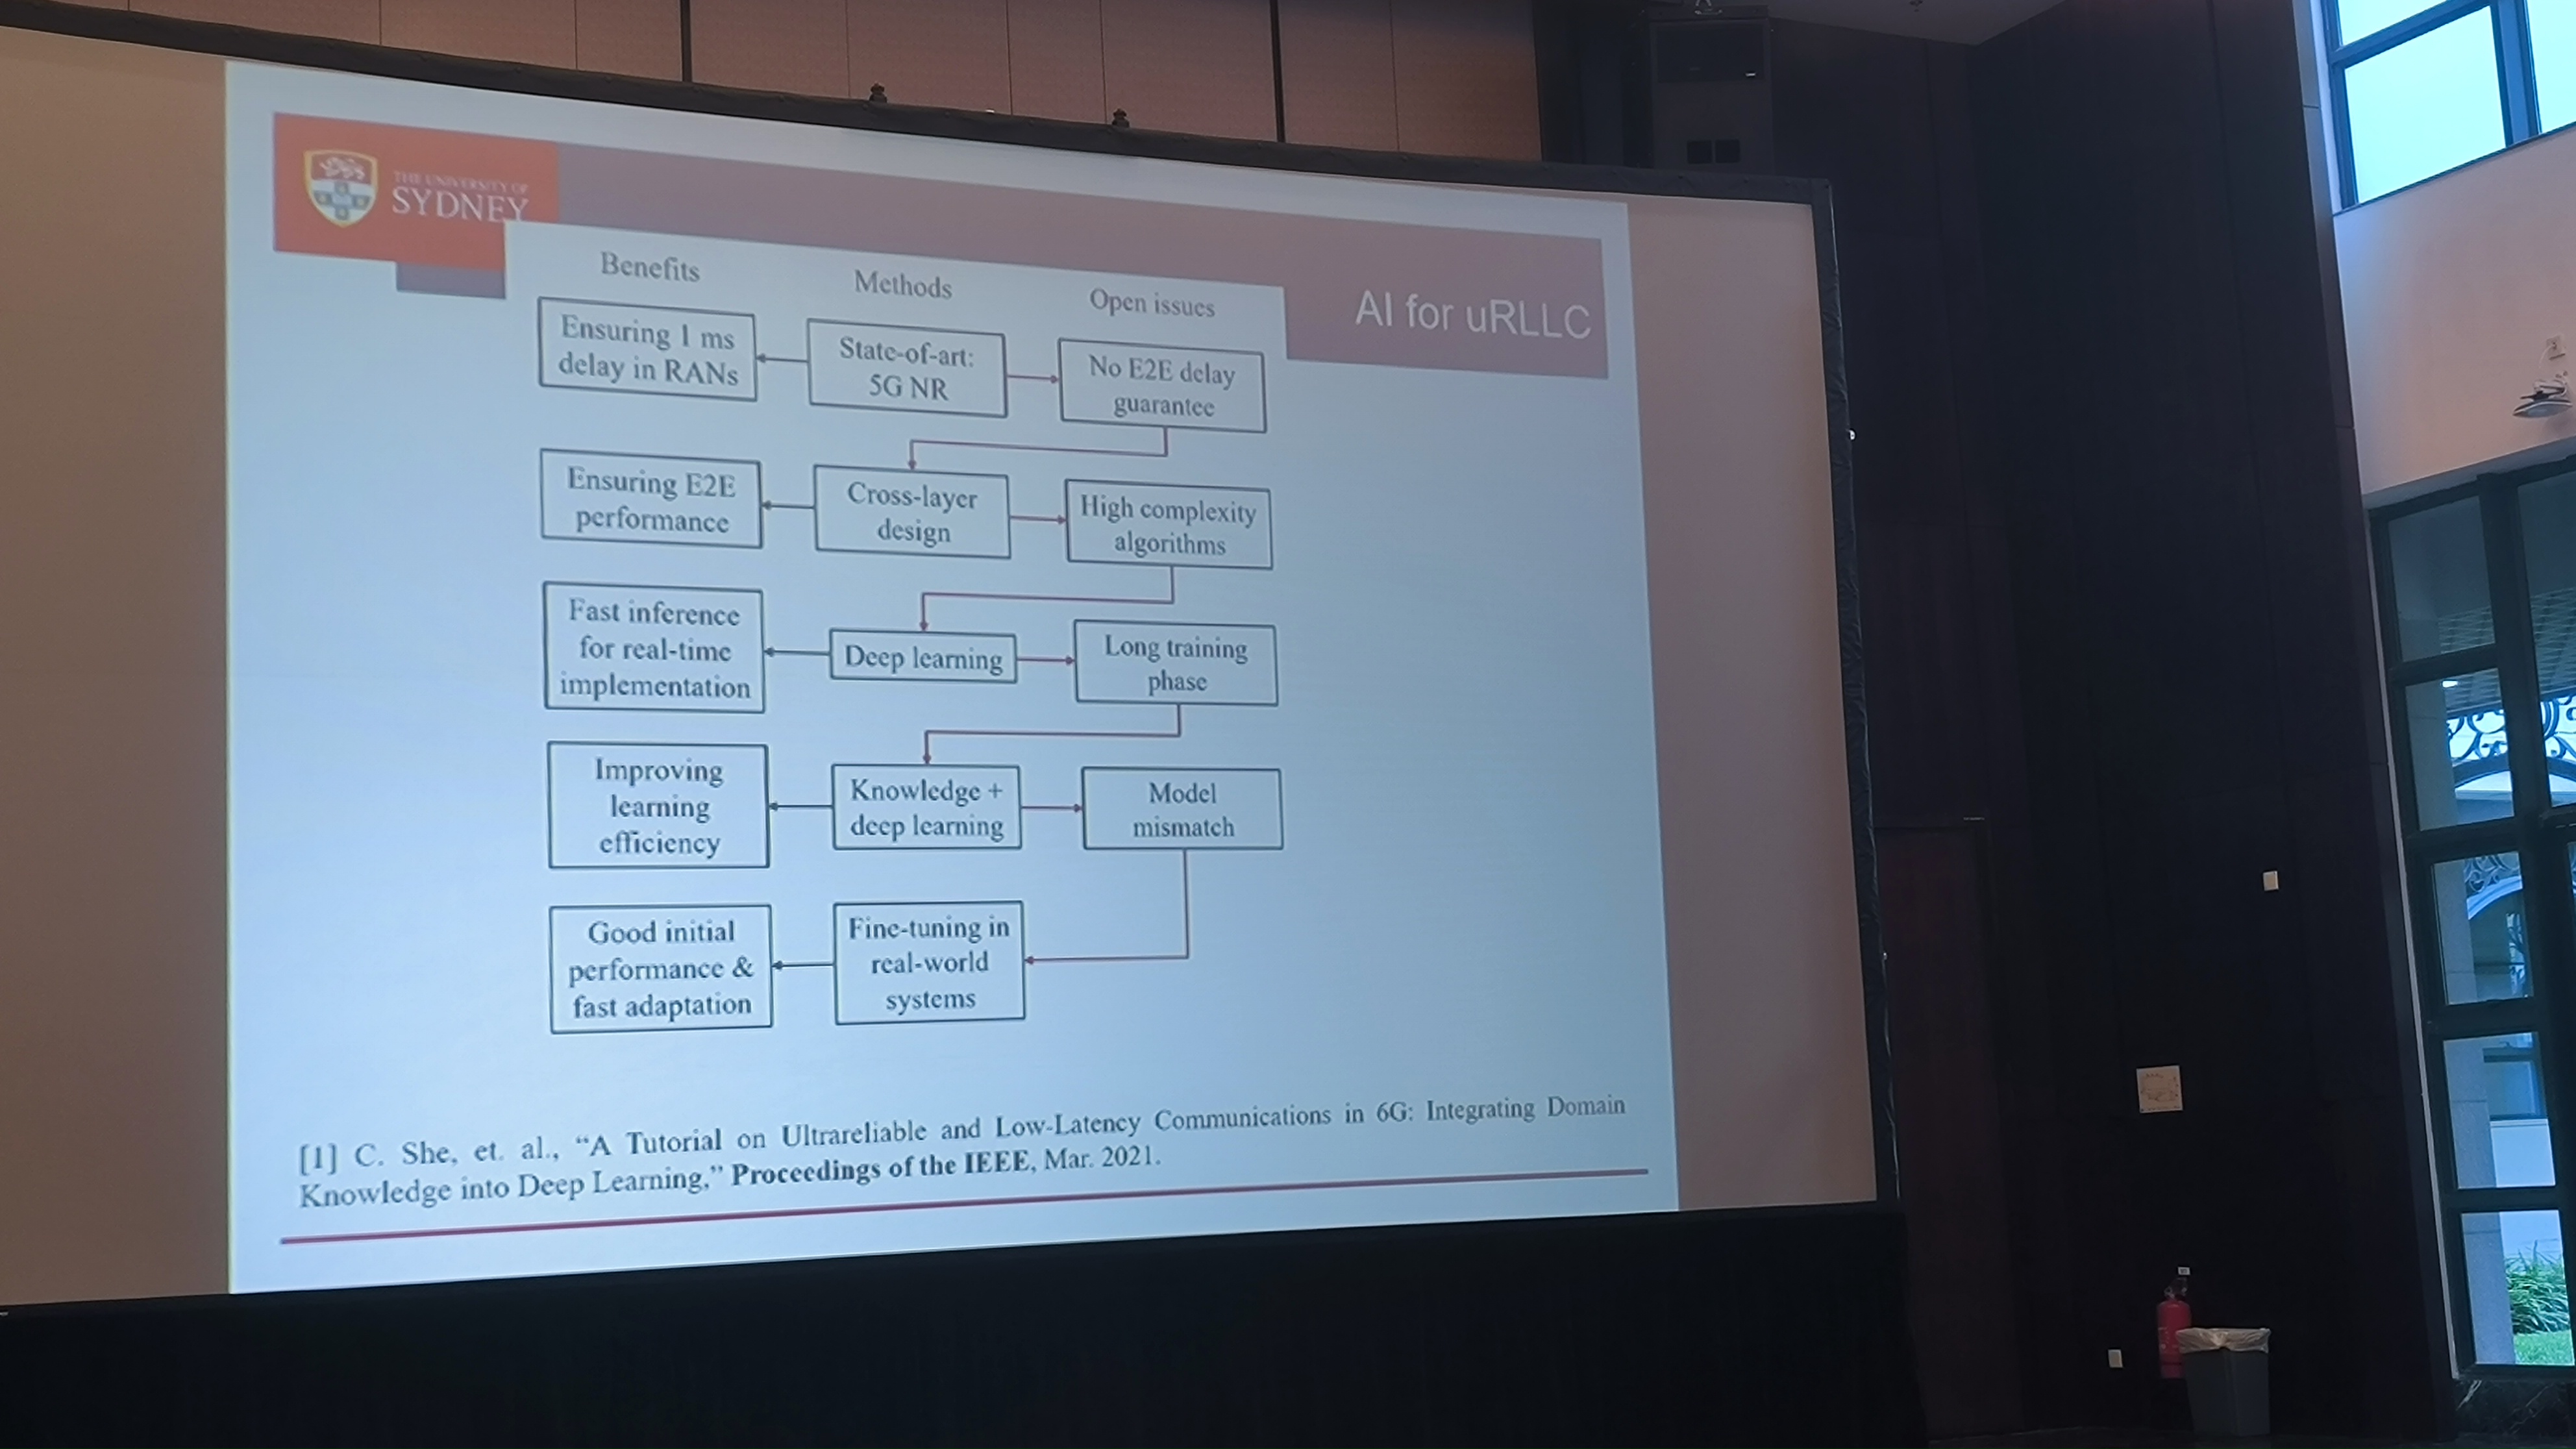 THE UNIVERSITY OF
SYDNEY
AI for uRLLC
Benefits
Methods
Open issues
Ensuring 1 ms
delay in RANs
State-of-art:
5G NR
No E2E delay
guarantee
Ensuring E2E
performance
Cross-layer
design
High complexity
algorithms
Fast inference
for real-time
implementation
Deep learning
Long training
phase
Improving
learning
efficiency
Knowledge +
deep learning
Model
mismatch
Good initial
performance &
fast adaptation
Fine-tuning in
real-world
systems
[1] C. She, et. al., “A Tutorial on Ultrareliable and Low-Latency Communications in 6G: Integrating Domain
Knowledge into Deep Learning,” Proceedings of the IEEE, Mar. 2021.